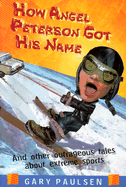 HOW ANGEL
PETERSON GOT
HIS NAME
And other outrageous tales
about extreme sports
GARY PAULSEN